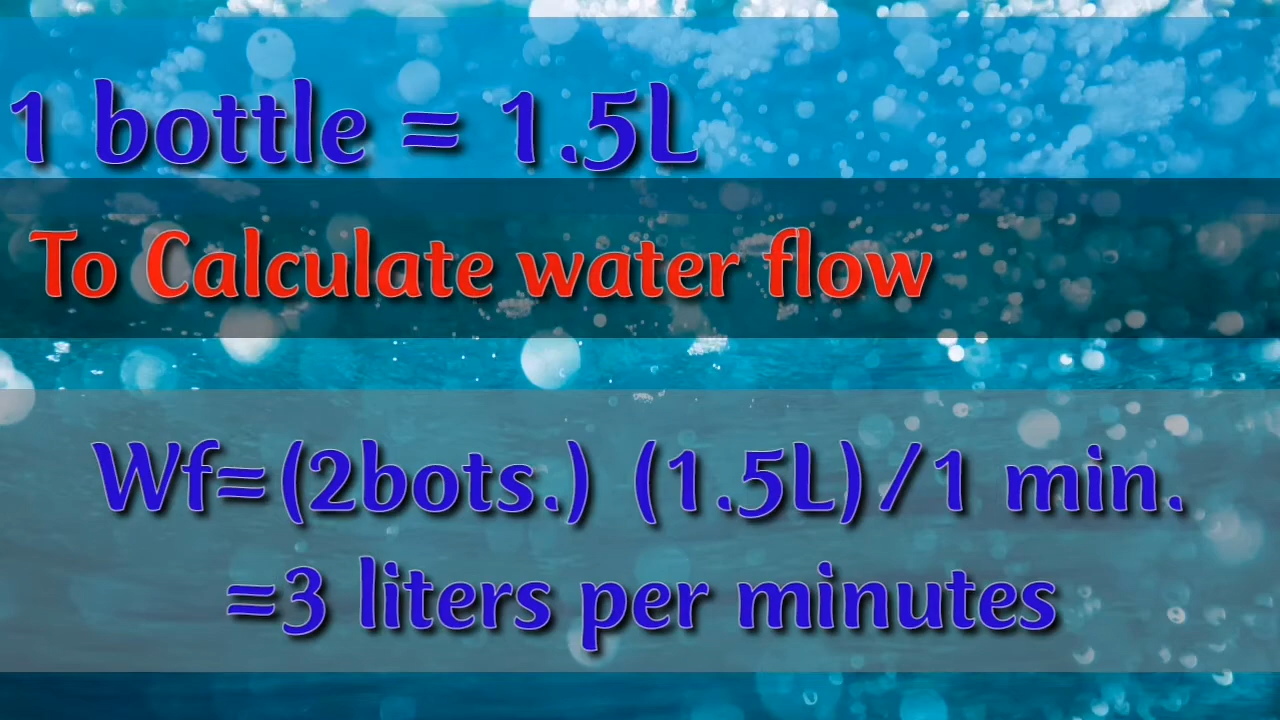 1 bottle = 1.5L
To Calculate water flow
Wf=(2bots.) (1.5L)/1 min.
=3 liters per minutes